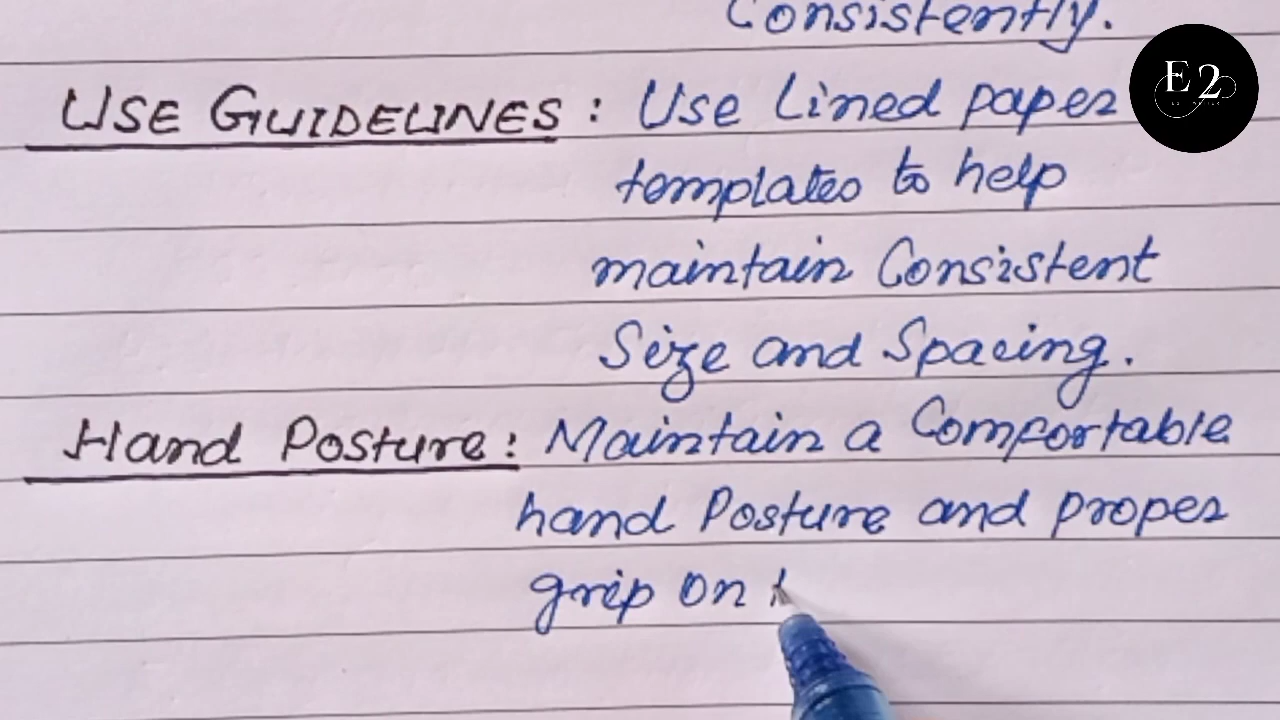 Consistently.
USE GUIDELINES : Use Lined paper
templates to help
maintain Consistent
Size and Spacing.
Hand Posture: Maintain a Comfortable
hand Posture and proper
grip on
E2